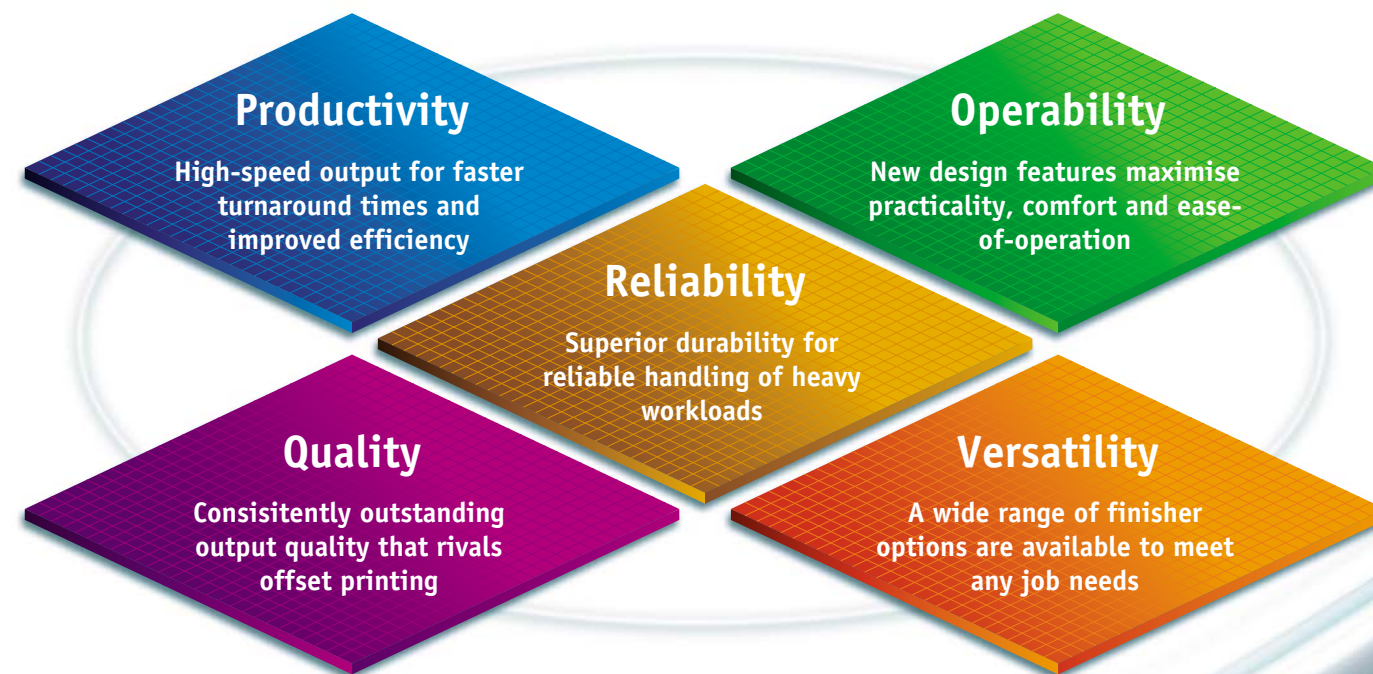 Productivity
High-speed output for faster
turnaround times and
improved efficiency
Operability
New design features maximise
practicality, comfort and ease-
of-operation
Reliability
Superior durability for
reliable handling of heavy
workloads
Quality
Consisitently outstanding
output quality that rivals
offset printing
Versatility
A wide range of finisher
options are available to meet
any job needs